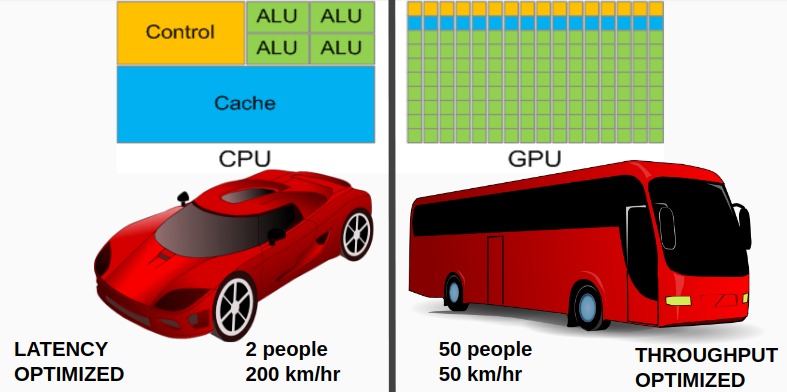 Control
ALU ALU
ALU ALU
Cache
CPU
LATENCY
OPTIMIZED
2 people
200 km/hr
GPU
50 people
50 km/hr
THROUGHPUT
OPTIMIZED